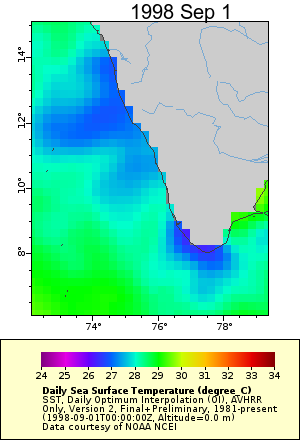 1998 Sep 1
14°
12°
10°
8°
74°
76°
78°
24 25 26 27 28 29 30 31 32 33 34
Daily Sea Surface Temperature (degree_C)
SST, Daily Optimum Interpolation (OI), AVHRR
Only, Version 2, Final+Preliminary, 1981-present
(1998-09-01T00:00:00Z, Altitude=0.0 m)
Data courtesy of NOAA NCEI